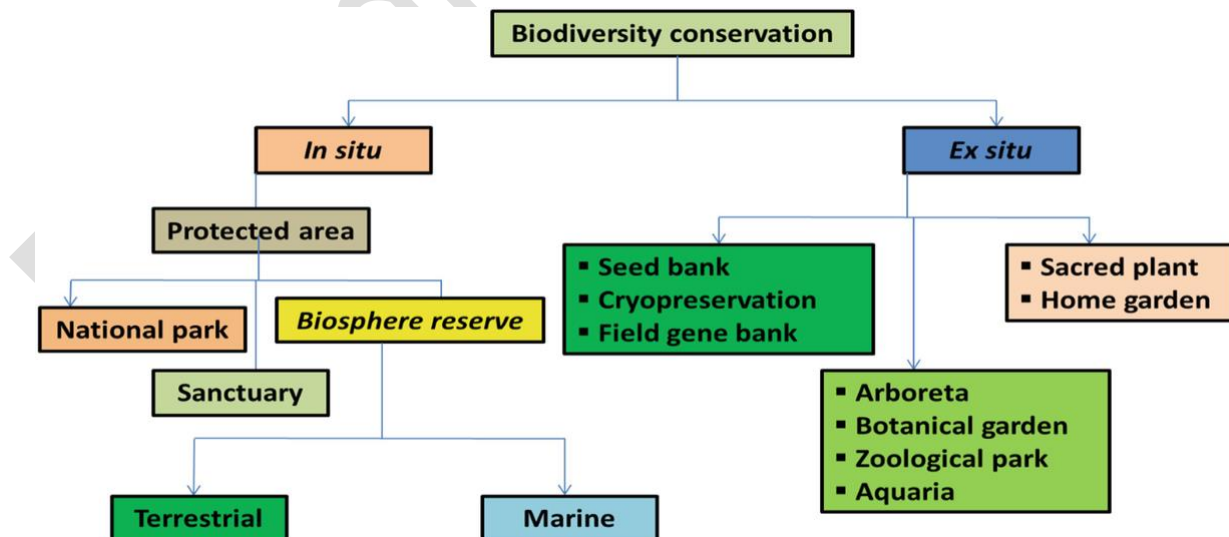 Biodiversity conservation
In situ
Ex situ
Protected area
▪ Seed bank
▪ Cryopreservation
▪ Field gene bank
▪ Sacred plant
▪ Home garden
National park
Biosphere reserve
Sanctuary
▪ Arboreta
▪ Botanical garden
▪ Zoological park
▪ Aquaria
Terrestrial
Marine